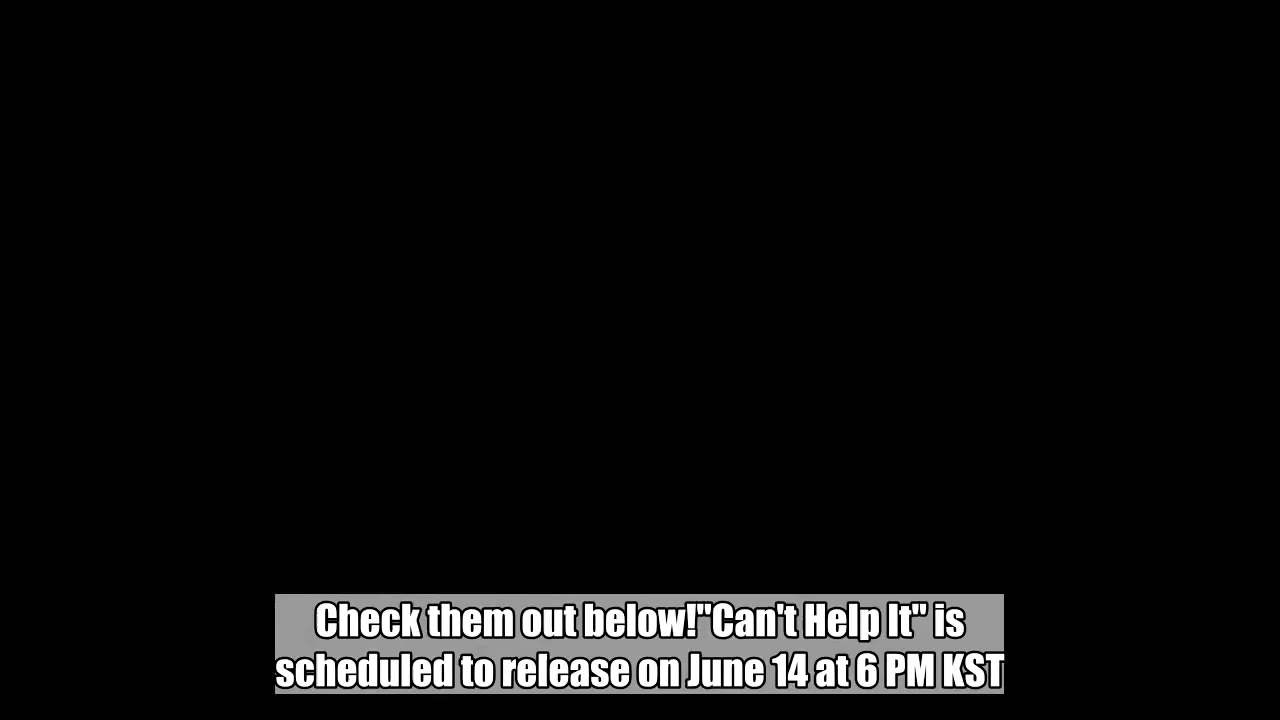 Check them out below!"Can't Help It" is
scheduled to release on June 14 at 6 PM KST